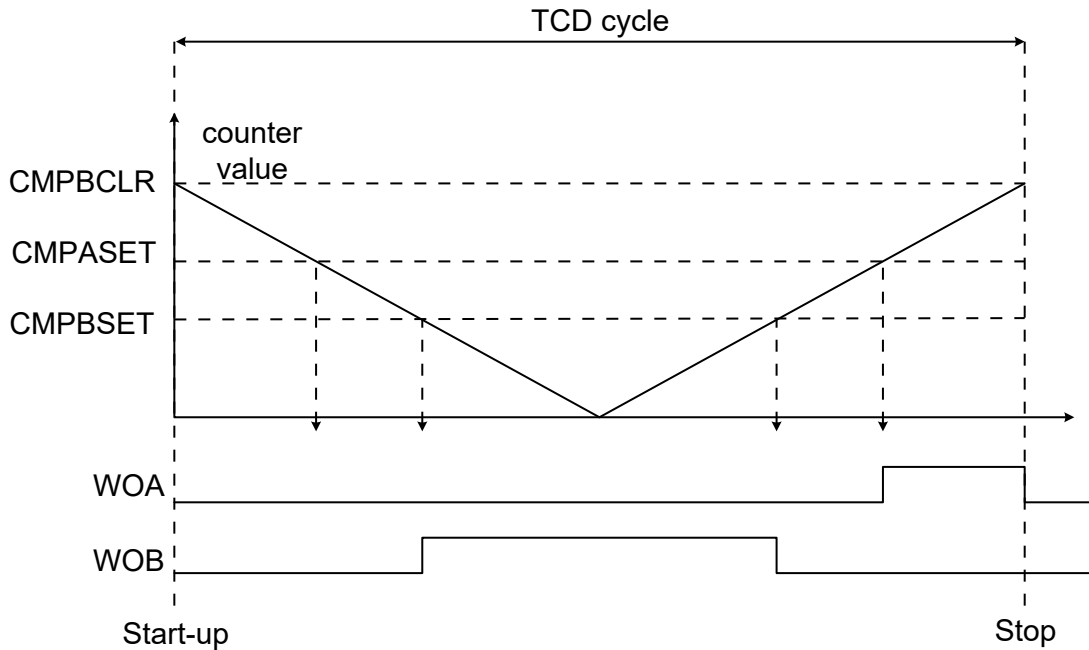 TCD cycle
counter
value
CMPBCLR
CMPASET
CMPBSET
WOA
WOB
Start-up
Stop